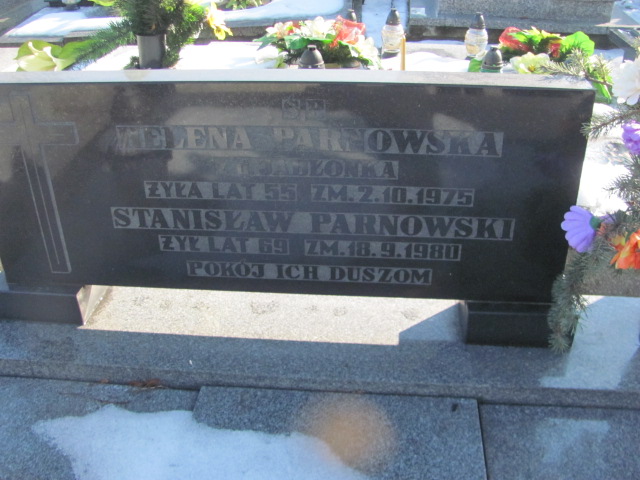 Ś P
HELENA PARNOWSKA
Z D. JABŁONKA
ŻYŁA LAT 55 ZM. 2.10.1975
STANISŁAW PARNOWSKI
ŻYŁ LAT 69 ZM. 18.9.1980
POKÓJ ICH DUSZOM